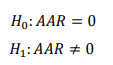 H₀: AAR = 0
H₁: AAR ≠ 0